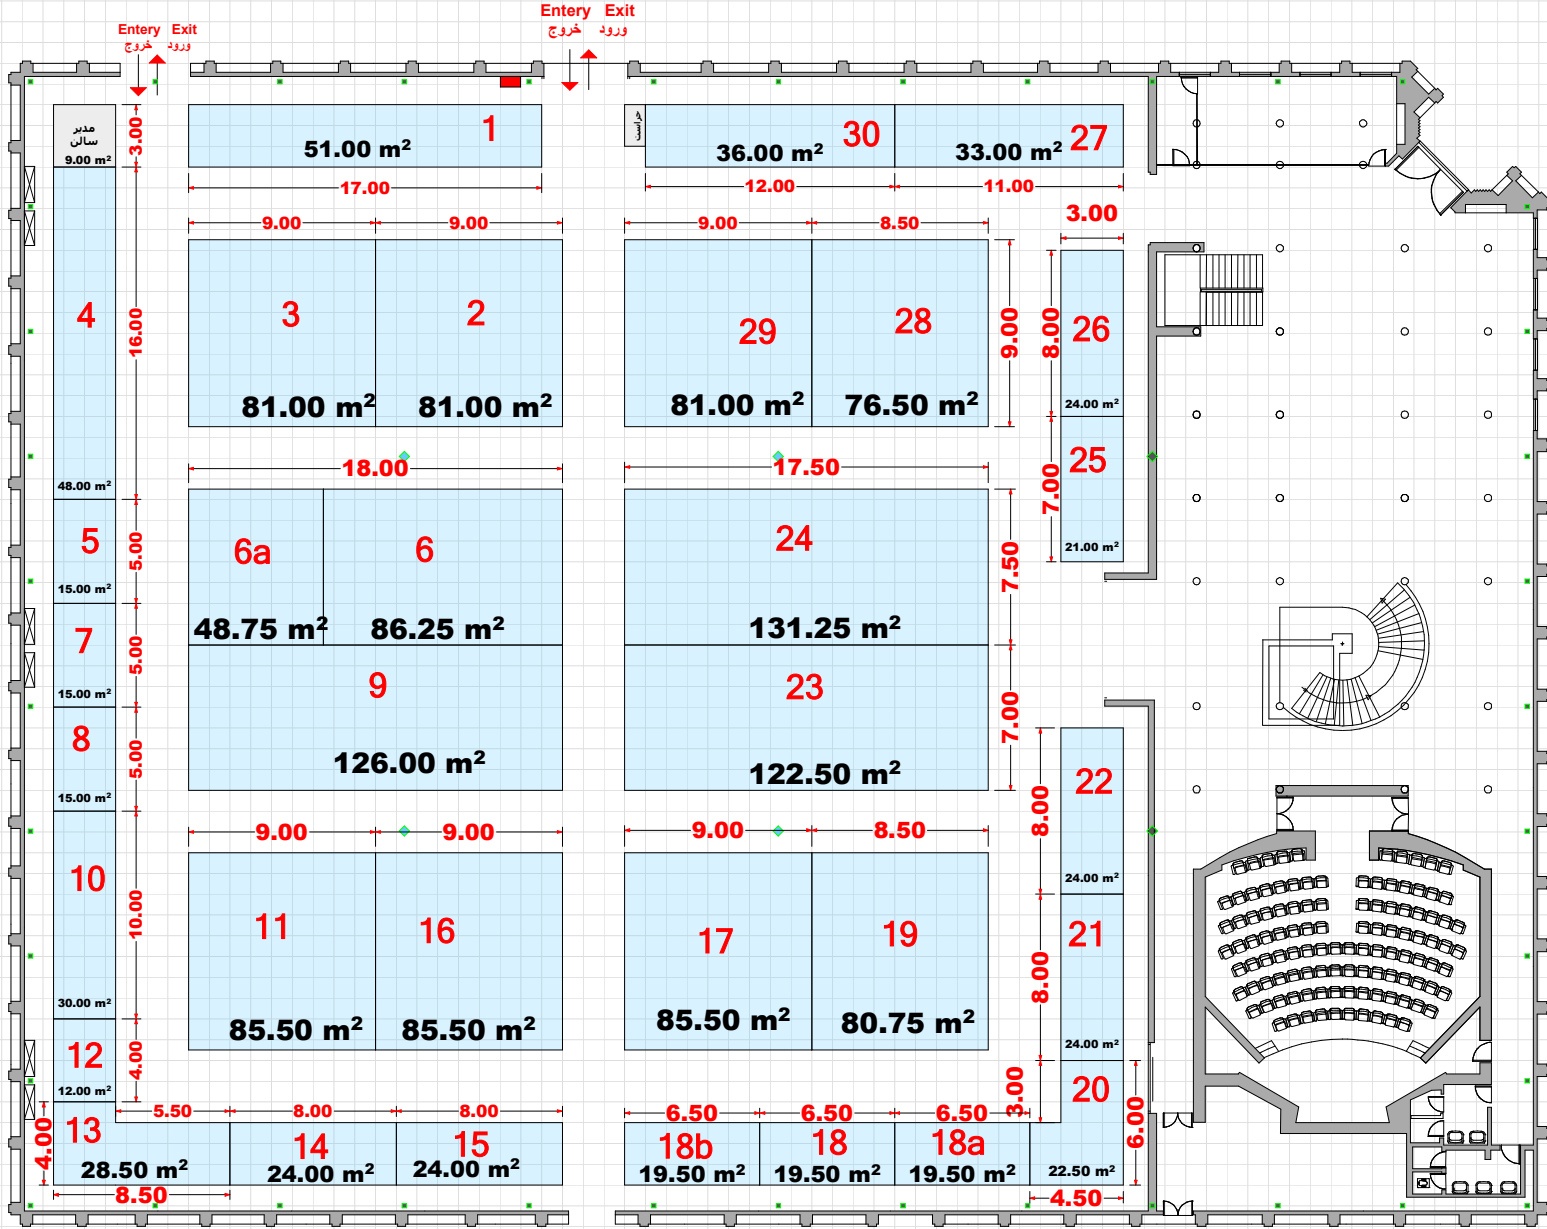 Entery Exit
خروج ورود
Entery Exit
خروج ورود
مدیر
سالن
9.00 m²
3.00
1
51.00 m²
17.00
حراست
30
36.00 m²
27
33.00 m²
12.00
11.00
3.00
9.00
9.00
9.00
8.50
4
48.00 m²
16.00
3
81.00 m²
2
81.00 m²
29
81.00 m²
28
76.50 m²
9.00
8.00
26
24.00 m²
18.00
17.50
25
21.00 m²
7.00
5
15.00 m²
5.00
6a
48.75 m²
6
86.25 m²
24
131.25 m²
7.50
7
15.00 m²
5.00
9
126.00 m²
23
122.50 m²
7.00
8
15.00 m²
5.00
22
24.00 m²
8.00
9.00
9.00
9.00
8.50
10
30.00 m²
10.00
11
85.50 m²
16
85.50 m²
17
85.50 m²
19
80.75 m²
21
24.00 m²
8.00
12
12.00 m²
4.00
3.00
20
22.50 m²
6.00
5.50
8.00
8.00
6.50
6.50
6.50
4.00
13
28.50 m²
14
24.00 m²
15
24.00 m²
18b
19.50 m²
18
19.50 m²
18a
19.50 m²
8.50
4.50